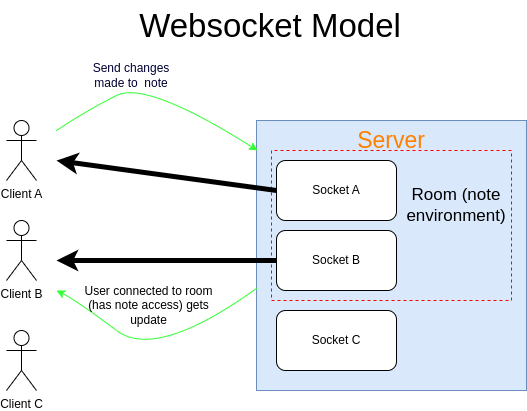 Websocket Model
Send changes
made to note
Server
Client A
Socket A
Room (note
environment)
Client B
Socket B
User connected to room
(has note access) gets
update
Client C
Socket C